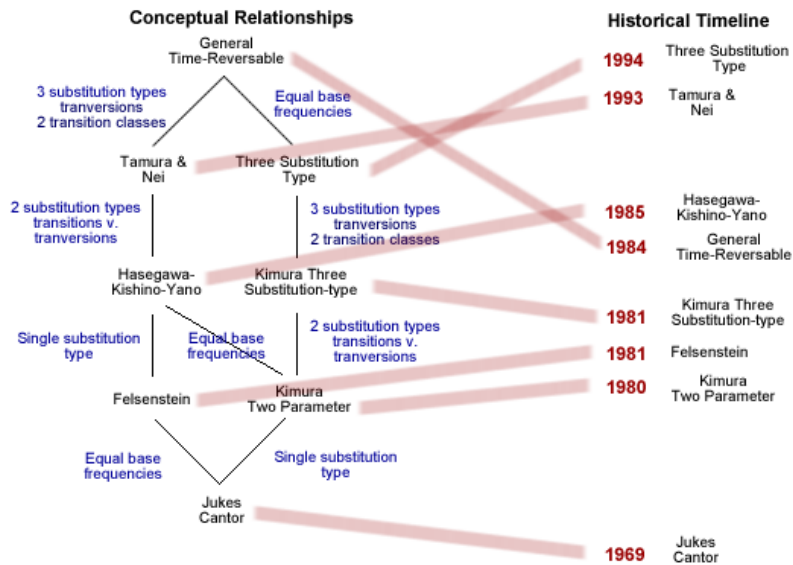 Conceptual Relationships
General
Time-Reversable
3 substitution types
tranversions
2 transition classes
Equal base
frequencies
Tamura &
Nei
Three Substitution
Type
2 substitution types
transitions v.
tranversions
3 substitution types
tranversions
2 transition classes
Hasegawa-
Kishino-Yano
Kimura Three
Substitution-type
Single substitution
type
Equal base
frequencies
2 substitution types
transitions v.
tranversions
Felsenstein
Kimura
Two Parameter
Equal base
frequencies
Single substitution
type
Jukes
Cantor
Historical Timeline
1994
Three Substitution
Type
1993
Tamura &
Nei
1985
Hasegawa-
Kishino-Yano
1984
General
Time-Reversable
1981
Kimura Three
Substitution-type
1981
Felsenstein
1980
Kimura
Two Parameter
1969
Jukes
Cantor